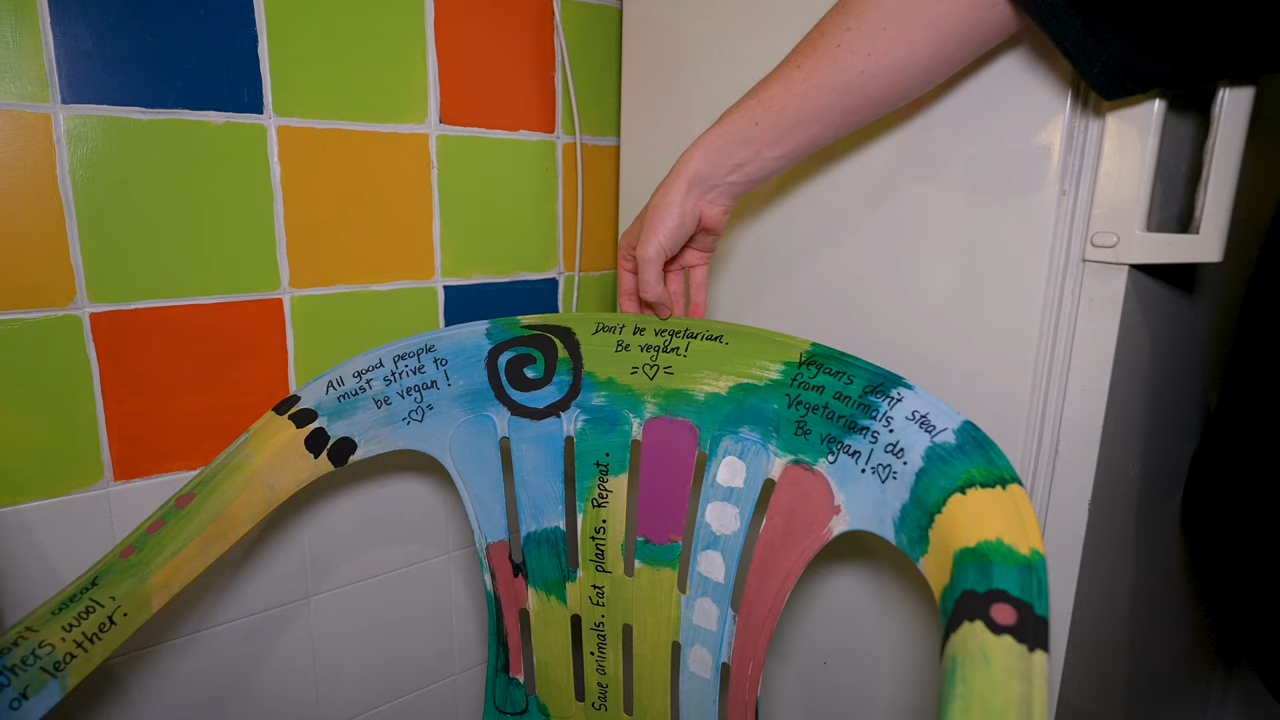 All good people
must strive to
be vegan!
Don't be vegetarian.
Be vegan!
Vegans don't steal
from animals.
Vegetarians do.
Be vegan!
Save animals. Eat plants. Repeat.
wear
wool,
or leather.